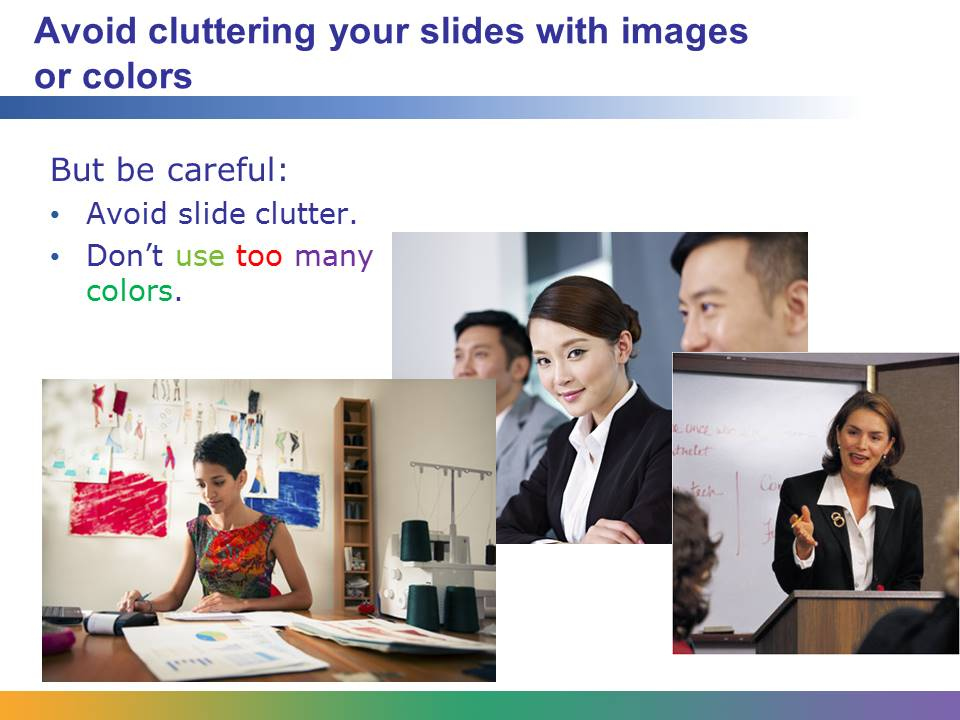 Avoid cluttering your slides with images
or colors
But be careful:
• Avoid slide clutter.
• Don’t use too many
colors.